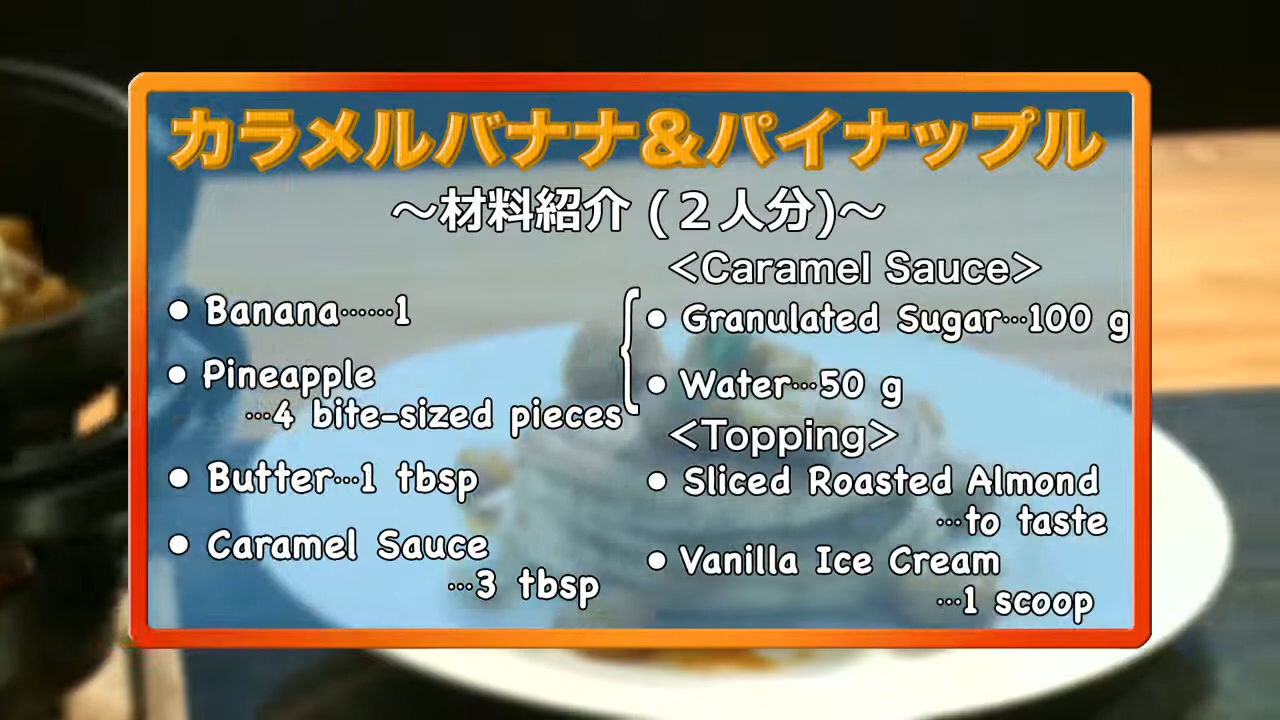 カラメルバナナ&パイナップル
～材料紹介 (２人分)～
● Banana……1
● Pineapple
…4 bite-sized pieces
● Butter…1 tbsp
● Caramel Sauce
…3 tbsp
<Caramel Sauce>
● Granulated Sugar…100 g
● Water…50 g
<Topping>
● Sliced Roasted Almond
…to taste
● Vanilla Ice Cream
…1 scoop